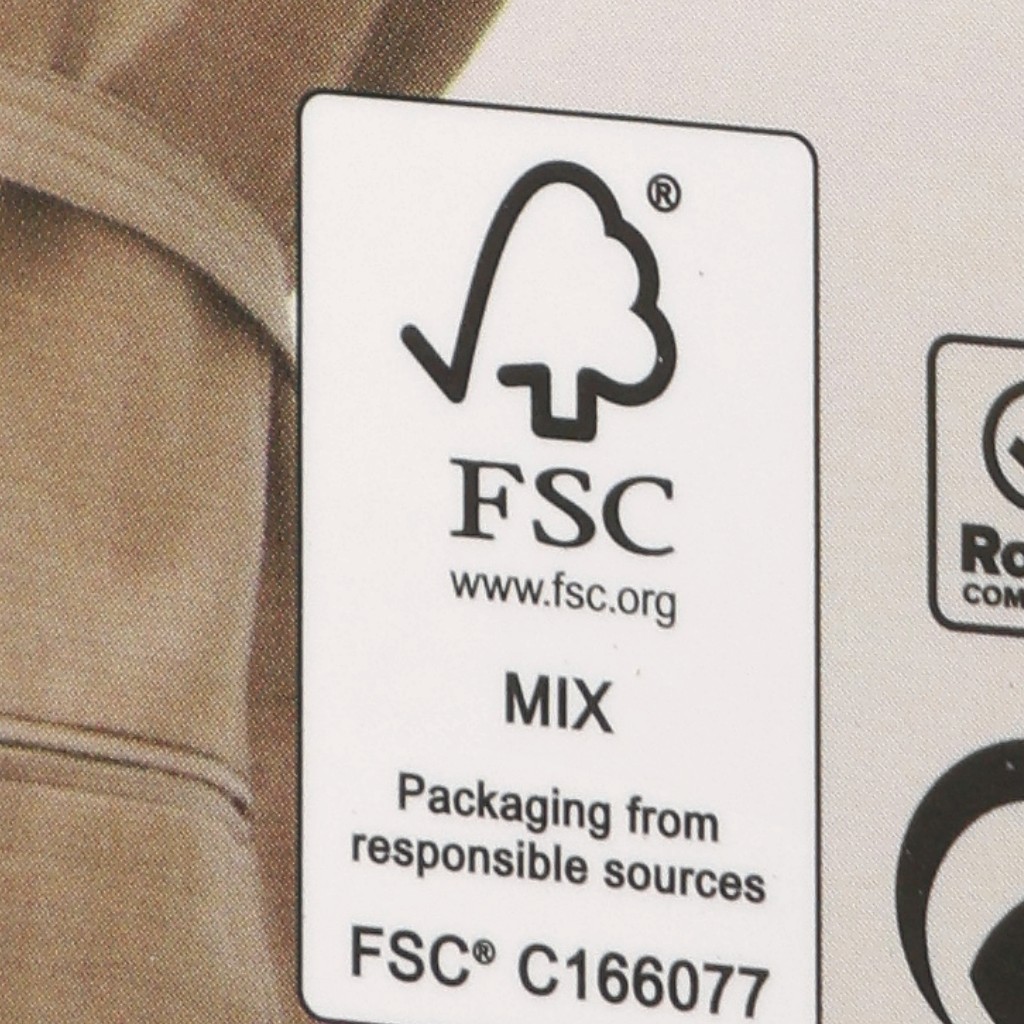 ®
FSC
www.fsc.org
MIX
Packaging from
responsible sources
FSC® C166077